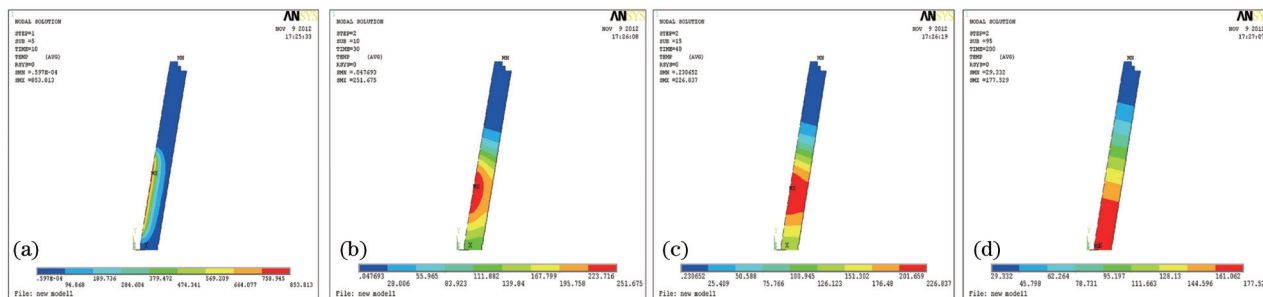 1
NODAL SOLUTION
STEP=1
SUB =5
TIME=10
TEMP (AVG)
RSYS=0
SMN =.597E-04
SMX =853.813
ANSYS
NOV 9 2012
17:25:33
MN
MX
Y
X
(a)
.597E-04 189.736 379.472 569.209 758.945
94.868 284.604 474.341 664.077 853.813
File: new model1
1
NODAL SOLUTION
STEP=2
SUB =10
TIME=30
TEMP (AVG)
RSYS=0
SMN =.047693
SMX =251.675
ANSYS
NOV 9 2012
17:26:08
MN
MX
Y
X
(b)
.047693 55.965 111.882 167.799 223.716
28.006 83.923 139.84 195.758 251.675
File: new model1
1
NODAL SOLUTION
STEP=2
SUB =15
TIME=40
TEMP (AVG)
RSYS=0
SMN =.230652
SMX =226.837
ANSYS
NOV 9 2012
17:26:19
MN
MX
Y
X
(c)
.230652 50.588 100.945 151.302 201.659
25.409 75.766 126.123 176.48 226.837
File: new model1
1
NODAL SOLUTION
STEP=2
SUB =95
TIME=200
TEMP (AVG)
RSYS=0
SMN =29.332
SMX =177.529
ANSYS
NOV 9 2012
17:27:07
MN
Y
(d)
29.332 62.264 95.197 128.13 161.062
45.798 78.731 111.663 144.596
File: new model1